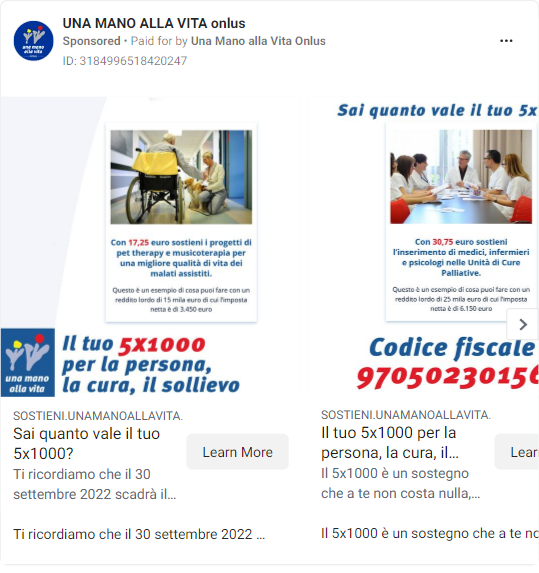 UNA MANO ALLA VITA onlus
Sponsored • Paid for by Una Mano alla Vita Onlus
ID: 3184996518420247
Con 17,25 euro sostieni i progetti di
pet therapy e musicoterapia per
una migliore qualità di vita dei
malati assistiti.
Questo è un esempio di cosa puoi fare con un
reddito lordo di 15 mila euro di cui l'imposta
netta è di 3.450 euro
una mano
alla vita
Il tuo 5x1000
per la persona,
la cura, il sollievo
SOSTIENI.UNAMANOALLAVITA.
Sai quanto vale il tuo
5x1000?
Learn More
Ti ricordiamo che il 30
settembre 2022 scadrà il...
Ti ricordiamo che il 30 settembre 2022 ...
Sai quanto vale il tuo 5x
Con 30,75 euro sostieni
l'inserimento di medici, infermieri
e psicologi nelle Unità di Cure
Palliative.
Questo è un esempio di cosa puoi fare con un
reddito lordo di 25 mila euro di cui l'imposta
netta è di 6.150 euro
Codice fiscale
97050230156
SOSTIENI.UNAMANOALLAVITA.
Il tuo 5x1000 per la
persona, la cura, il...
Lear
Il 5x1000 è un sostegno
che a te non costa nulla,...
Il 5x1000 è un sostegno che a te no